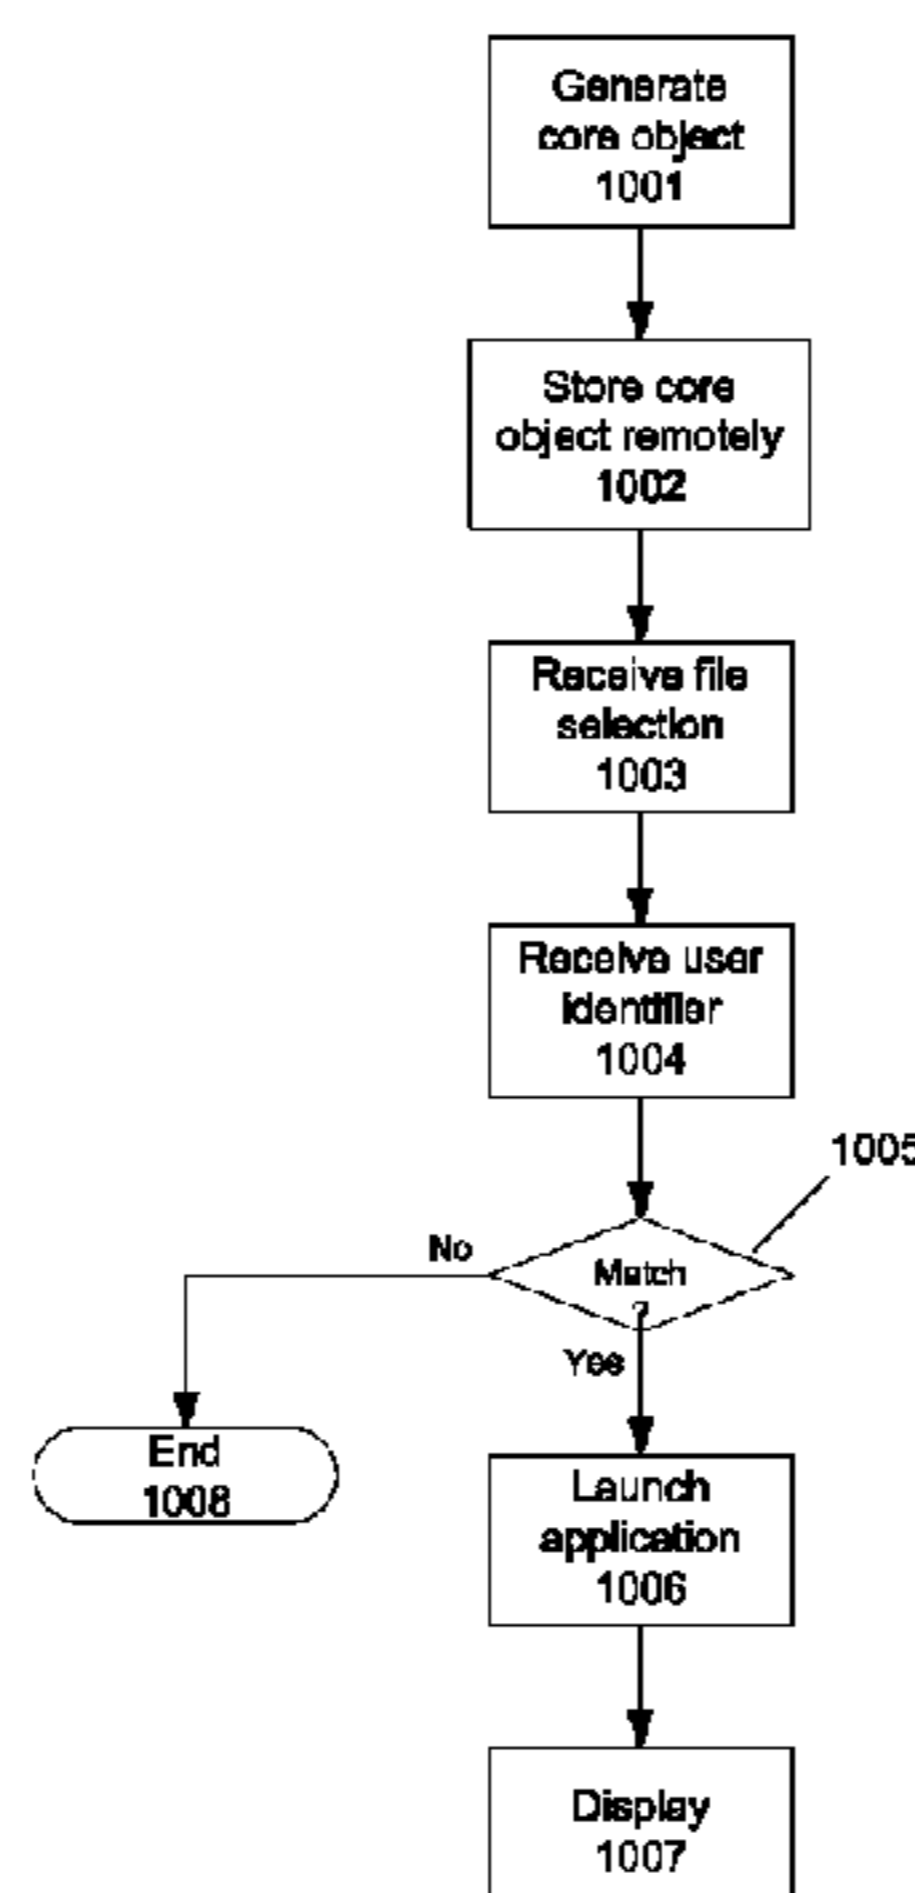 Generate
core object
1001
Store core
object remotely
1002
Receive file
selection
1003
Receive user
identifier
1004
1005
No
Match
?
Yes
End
1008
Launch
application
1006
Display
1007